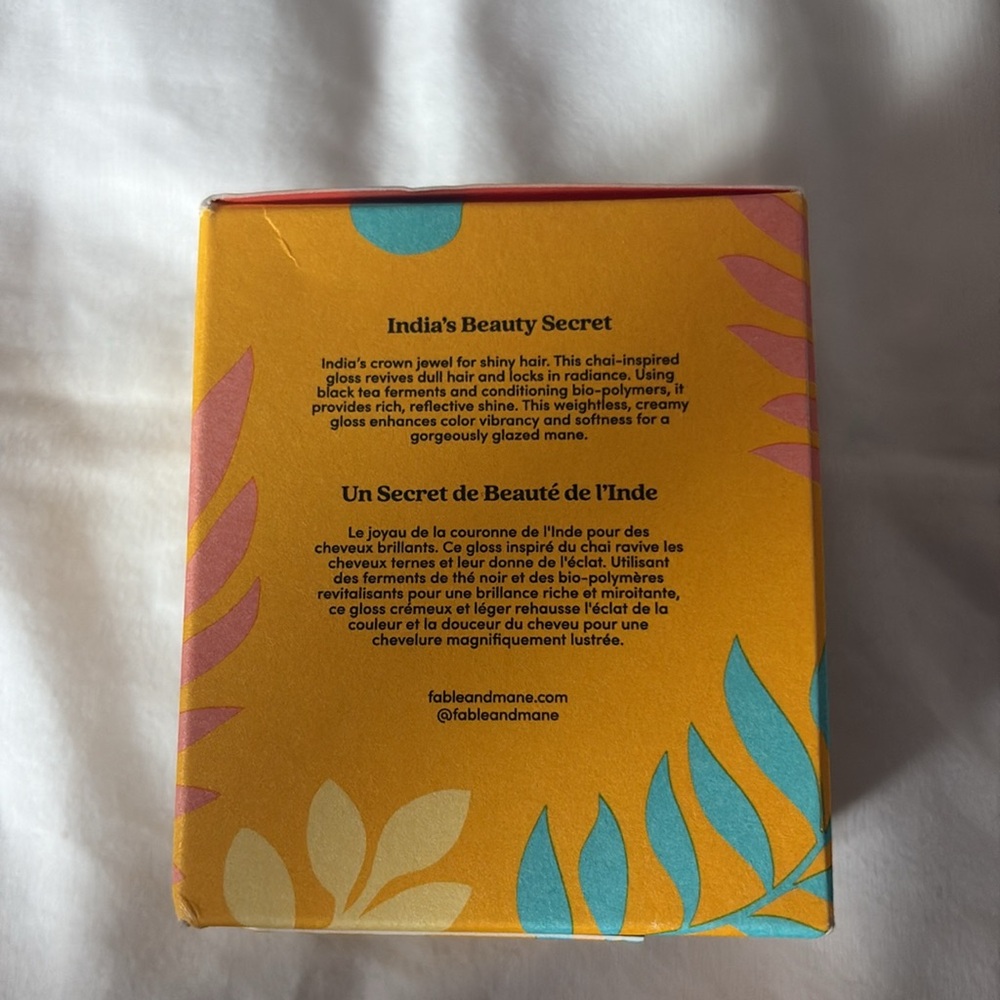 India's Beauty Secret
India's crown jewel for shiny hair. This chai-inspired
gloss revives dull hair and locks in radiance. Using
black tea ferments and conditioning bio-polymers, it
provides rich, reflective shine. This weightless, creamy
gloss enhances color vibrancy and softness for a
gorgeously glazed mane.
Un Secret de Beauté de l'Inde
Le joyau de la couronne de l'Inde pour des
cheveux brillants. Ce gloss inspiré du chai ravive les
cheveux ternes et leur donne de l'éclat. Utilisant
des ferments de thé noir et des bio-polymères
revitalisants pour une brillance riche et miroitante,
ce gloss crémeux et léger rehausse l'éclat de la
couleur et la douceur du cheveu pour une
chevelure magnifiquement lustrée.
fableandmane.com
@fableandmane